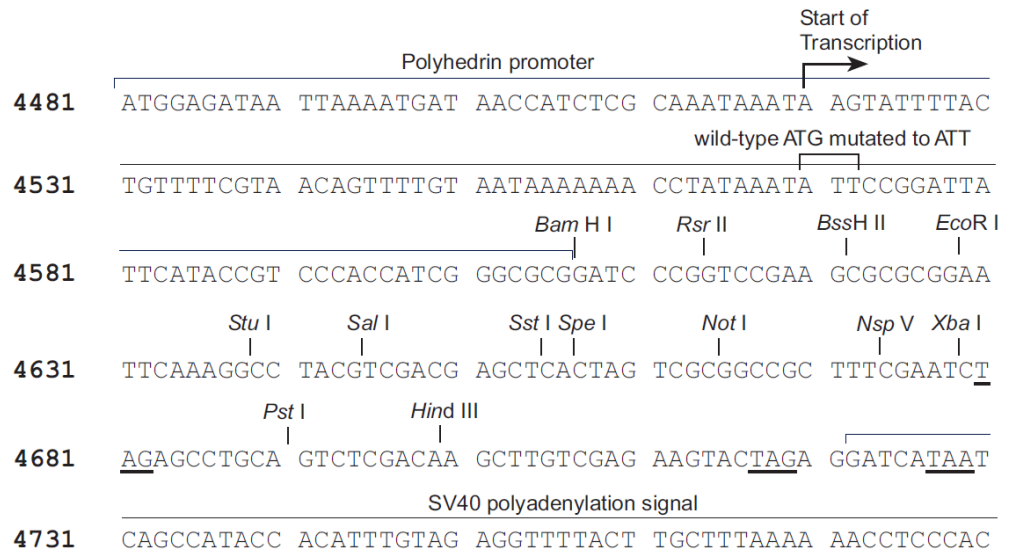 Start of
Transcription
Polyhedrin promoter
4481 ATGGAGATAA TTAAAATGAT AACCATCTCG CAAATAAATA AGTATTTTAC
wild-type ATG mutated to ATT
4531 TGTTTTCGTA ACAGTTTTGT AATAAAAAAA CCTATAAATA TTCCGGATTA
BamH I RsrII BssH II EcoR I
4581 TTCATACCGT CCCACCATCG GGCGCGGATC CCGGTCCGAA GCGCGCGGAA
Stu I Sal I Sst I Spe I Not I Nsp V Xba I
4631 TTCAAAGGCC TACGTCGACG AGCTCACTAG TCGCGGCCGC TTTCGAATCT
Pst I Hind III
4681 AGAGCCTGCA GTCTCGACAA GCTTGTCGAG AAGTACTAGA GGATCATAAT
SV40 polyadenylation signal
4731 CAGCCATACC ACATTTGTAG AGGTTTTACT TGCTTTAAAA AACCTCCCAC